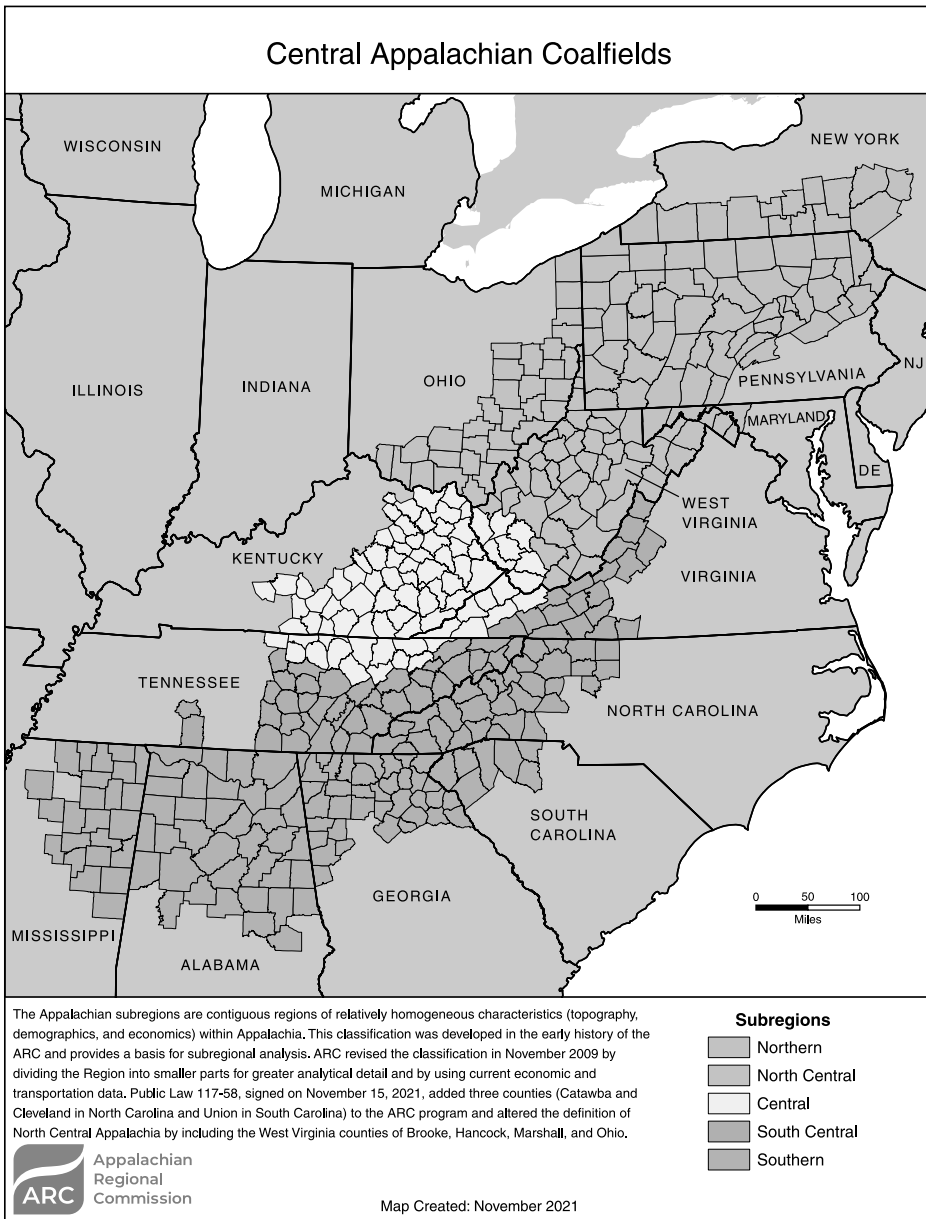 Central Appalachian Coalfields
WISCONSIN
MICHIGAN
NEW YORK
ILLINOIS
INDIANA
OHIO
PENNSYLVANIA
NJ
MARYLAND
DE
WEST
VIRGINIA
KENTUCKY
VIRGINIA
TENNESSEE
NORTH CAROLINA
SOUTH
CAROLINA
GEORGIA
MISSISSIPPI
ALABAMA
0 50 100
Miles
The Appalachian subregions are contiguous regions of relatively homogeneous characteristics (topography,
demographics, and economics) within Appalachia. This classification was developed in the early history of the
ARC and provides a basis for subregional analysis. ARC revised the classification in November 2009 by
dividing the Region into smaller parts for greater analytical detail and by using current economic and
transportation data. Public Law 117-58, signed on November 15, 2021, added three counties (Catawba and
Cleveland in North Carolina and Union in South Carolina) to the ARC program and altered the definition of
North Central Appalachia by including the West Virginia counties of Brooke, Hancock, Marshall, and Ohio.
Subregions
Northern
North Central
Central
South Central
Southern
ARC
Appalachian
Regional
Commission
Map Created: November 2021